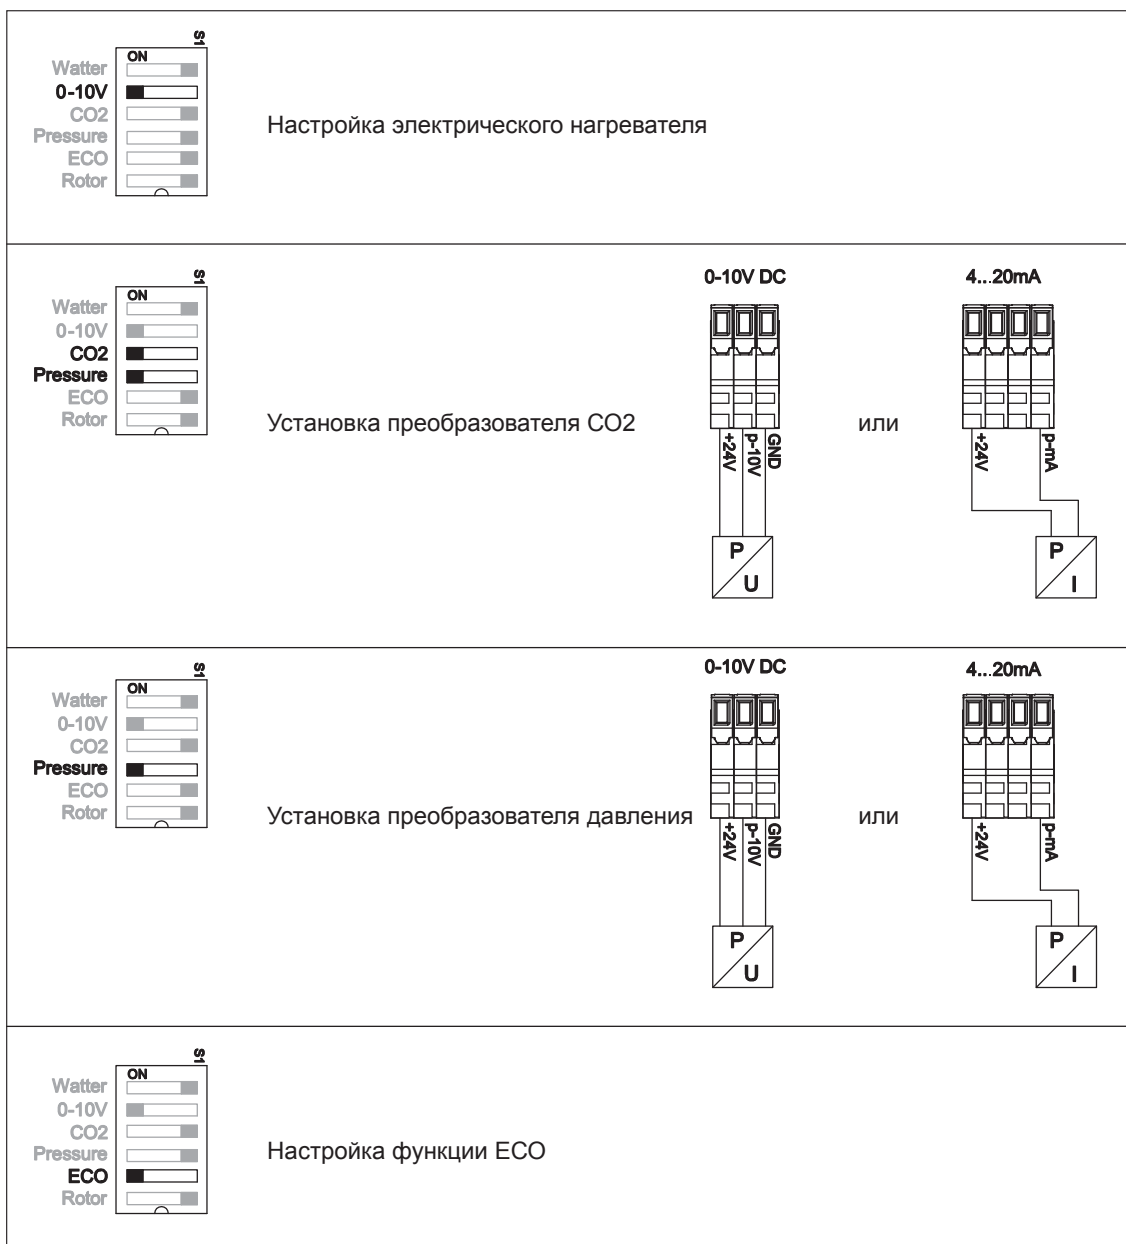 S1
ON
Watter
0-10V
CO2
Pressure
ECO
Rotor
Настройка электрического нагревателя
S1
ON
Watter
0-10V
CO2
Pressure
ECO
Rotor
Установка преобразователя CO2
0-10V DC
+24V
p-10V
GND
P
U
или
4...20mA
+24V
p-mA
P
I
S1
ON
Watter
0-10V
CO2
Pressure
ECO
Rotor
Установка преобразователя давления
0-10V DC
+24V
p-10V
GND
P
U
или
4...20mA
+24V
p-mA
P
I
S1
ON
Watter
0-10V
CO2
Pressure
ECO
Rotor
Настройка функции ECO